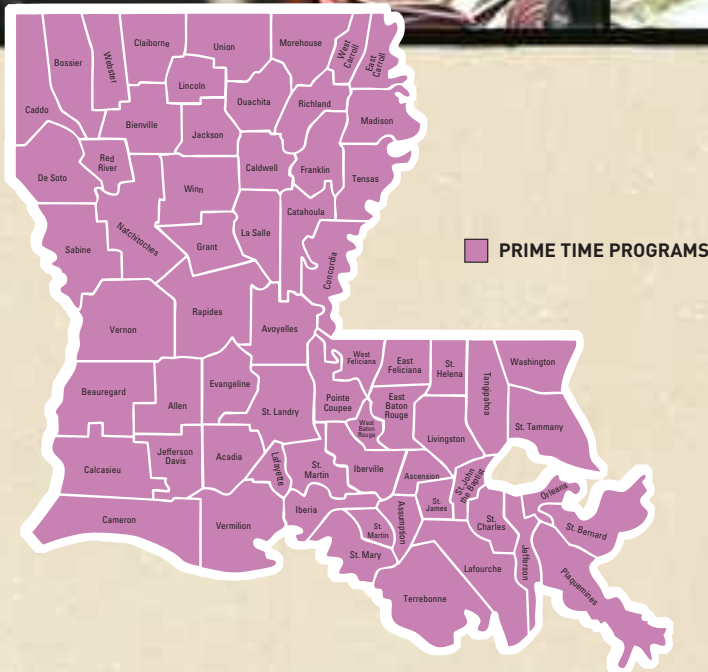 Claiborne
Union
Morehouse
West
Carroll
East
Carroll
Bossier
Webster
Lincoln
Ouachita
Richland
Caddo
Madison
Bienville
Jackson
Red
River
De Soto
Caldwell
Franklin
Tensas
Winn
Catahoula
Natchitoches
La Salle
Sabine
Grant
Concordia
PRIME TIME PROGRAMS
Rapides
Vernon
Avoyelles
West
Feliciana
East
Feliciana
St.
Helena
Tangipahoa
Washington
Beauregard
Allen
Evangeline
St. Landry
Pointe
Coupee
East
Baton
Rouge
West
Baton
Rouge
Livingston
St. Tammany
Calcasieu
Jefferson
Davis
Acadia
Lafayette
St.
Martin
Iberville
Ascension
St. John
the Baptist
Orleans
Cameron
Vermilion
Iberia
Assumption
St.
James
St.
Charles
St. Bernard
St.
Martin
St. Mary
Lafourche
Jefferson
Plaquemines
Terrebonne